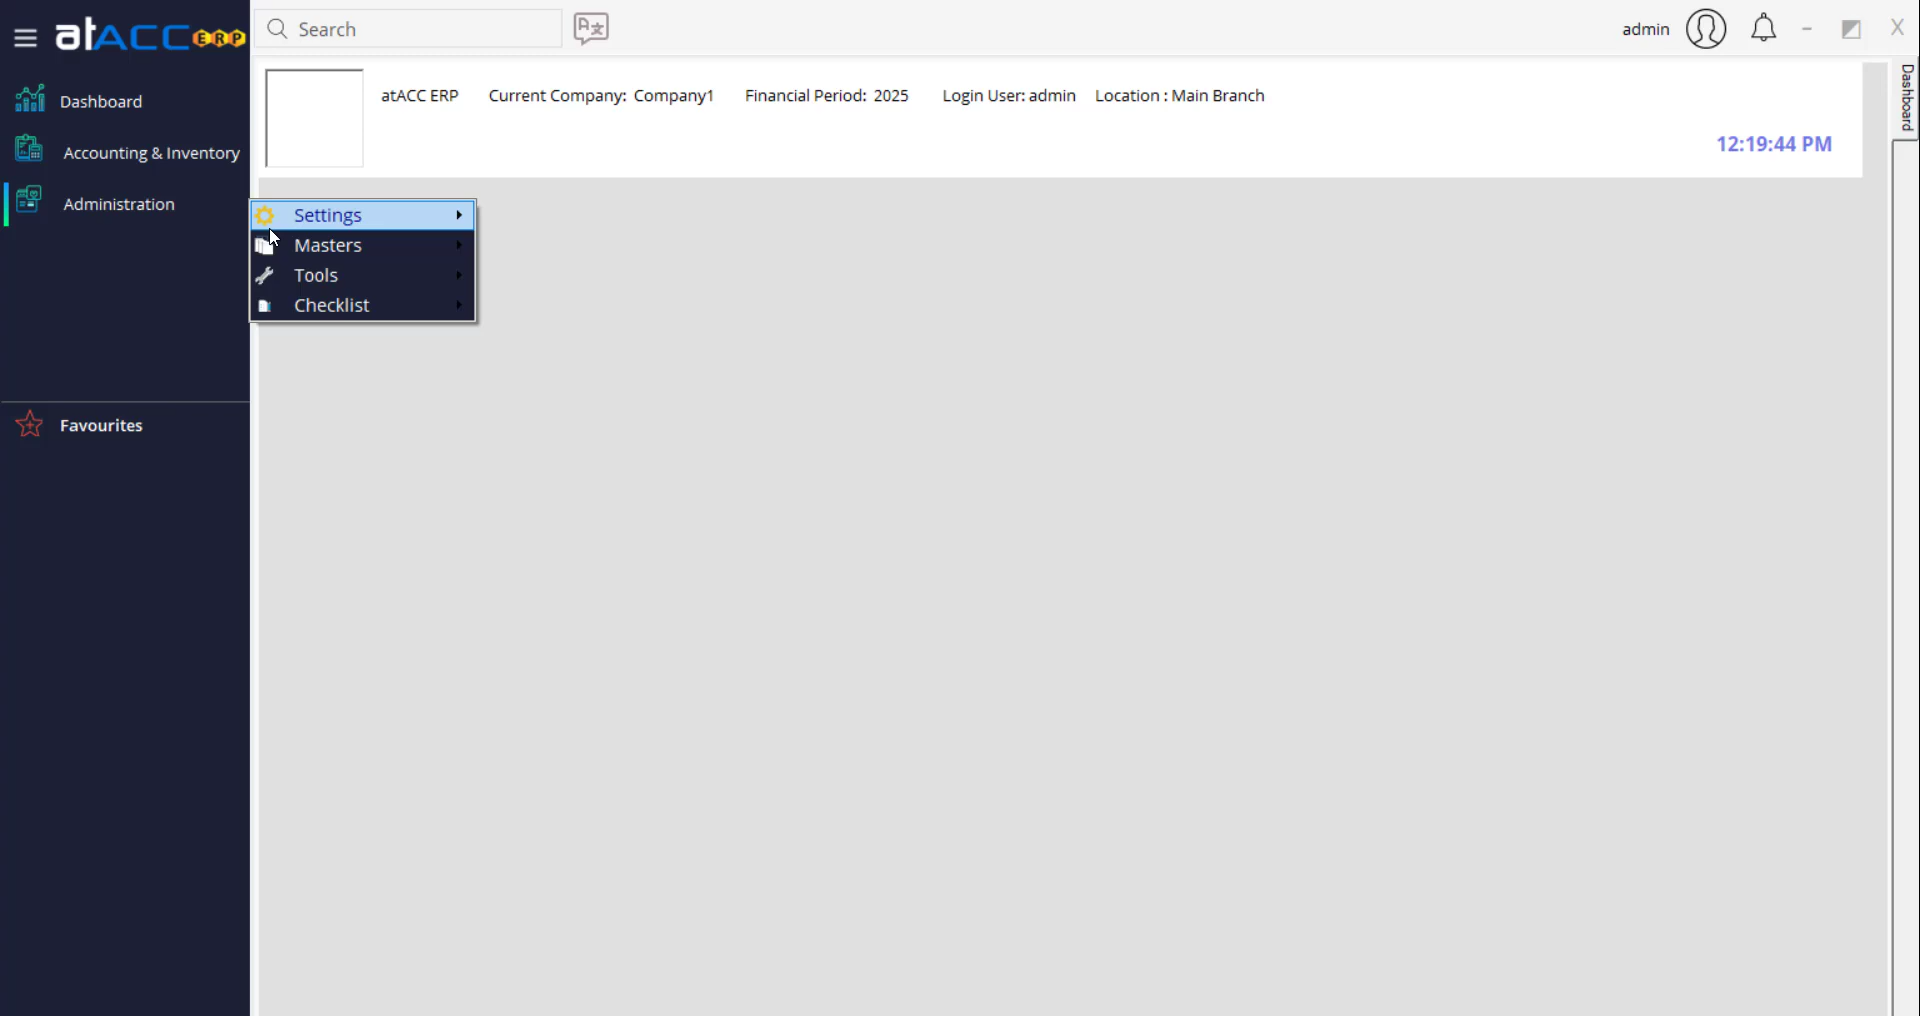 atACC ERP
Search
admin
X
Dashboard
Dashboard
Accounting & Inventory
Administration
Favourites
atACC ERP Current Company: Company1 Financial Period: 2025 Login User: admin Location : Main Branch
12:19:44 PM
Settings
Masters
Tools
Checklist